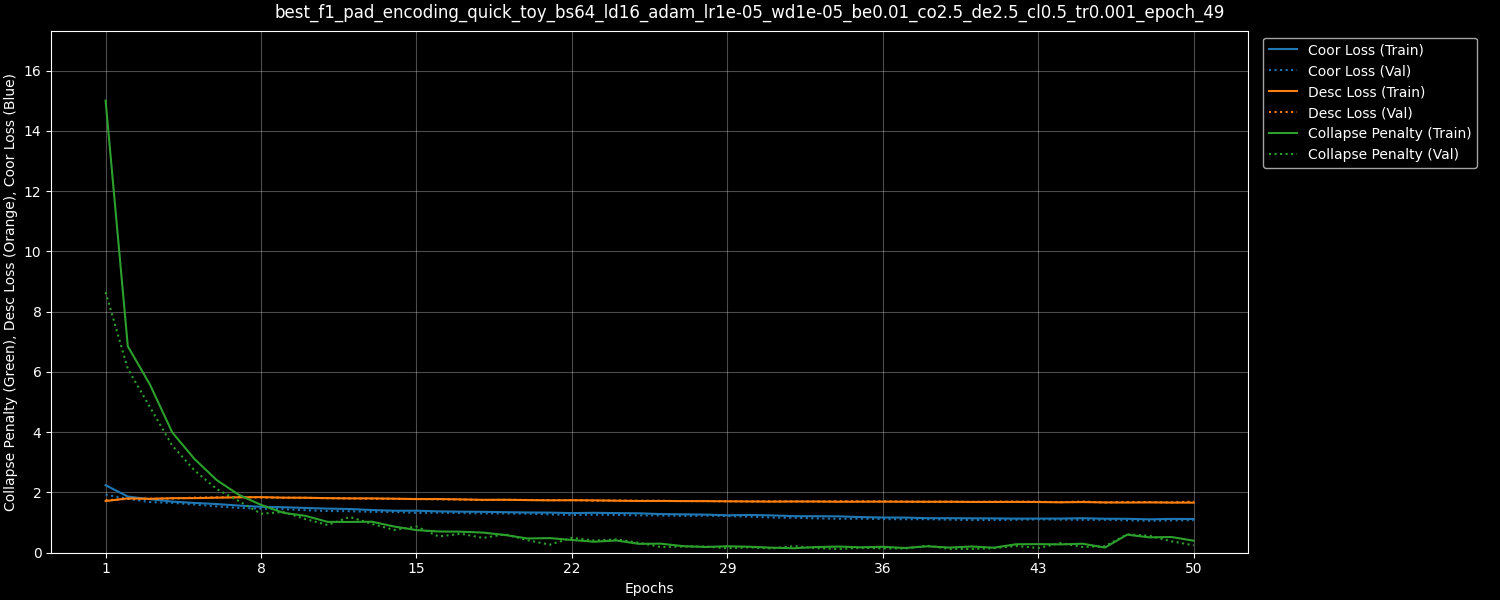 best_f1_pad_encoding_quick_toy_bs64_ld16_adam_lr1e-05_wd1e-05_be0.01_co2.5_de2.5_cl0.5_tr0.001_epoch_49
Collapse Penalty (Green), Desc Loss (Orange), Coor Loss (Blue)
16
14
12
10
8
6
4
2
0
1 8 15 22 29 36 43 50
Epochs
Coor Loss (Train)
Coor Loss (Val)
Desc Loss (Train)
Desc Loss (Val)
Collapse Penalty (Train)
Collapse Penalty (Val)